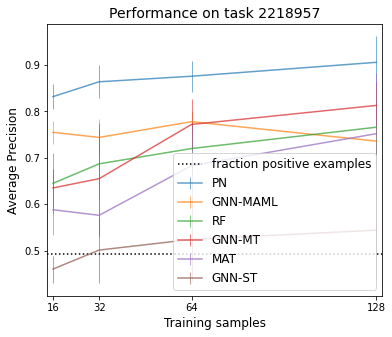 Performance on task 2218957
Average Precision
0.9
0.8
0.7
0.6
0.5
fraction positive examples
PN
GNN-MAML
RF
GNN-MT
MAT
GNN-ST
16 32 64 128
Training samples